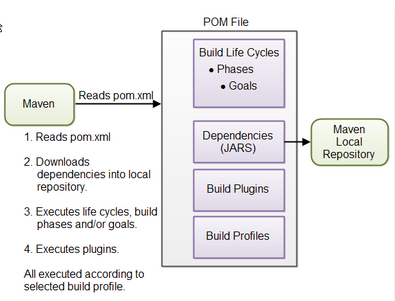 POM File
Build Life Cycles
• Phases
• Goals
Reads pom.xml
Maven
Dependencies
(JARS)
Maven
Local
Repository
Build Plugins
Build Profiles
1. Reads pom.xml
2. Downloads
dependencies into local
repository.
3. Executes life cycles, build
phases and/or goals.
4. Executes plugins.
All executed according to
selected build profile.